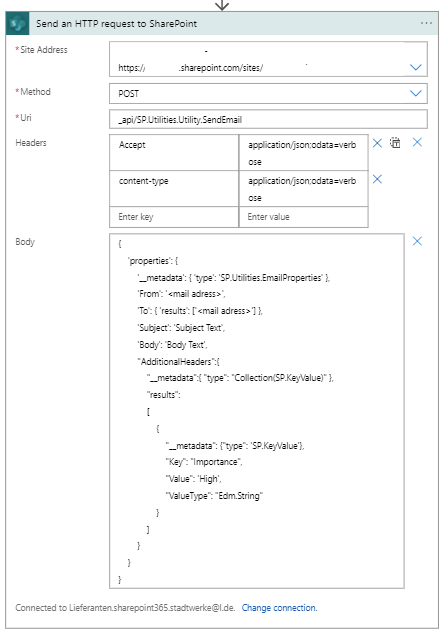 Send an HTTP request to SharePoint
* Site Address
-
https:// .sharepoint.com/sites/
* Method
POST
* Uri
_api/SP.Utilities.Utility.SendEmail
Headers
Accept
application/json;odata=verb
ose
content-type
application/json;odata=verb
ose
Enter key
Enter value
Body
{
'properties': {
'__metadata': { 'type': 'SP.Utilities.EmailProperties' },
'From': '<mail adress>',
'To': { 'results': ['<mail adress>'] },
'Subject': 'Subject Text',
'Body': 'Body Text',
"AdditionalHeaders":{
"__metadata":{ "type": "Collection(SP.KeyValue)" },
"results":
[
{
"__metadata": {"type": 'SP.KeyValue'},
"Key": "Importance",
"Value": 'High',
"ValueType": "Edm.String"
}
]
}
}
}
Connected to Lieferanten.sharepoint365.stadtwerke@l.de. Change connection.